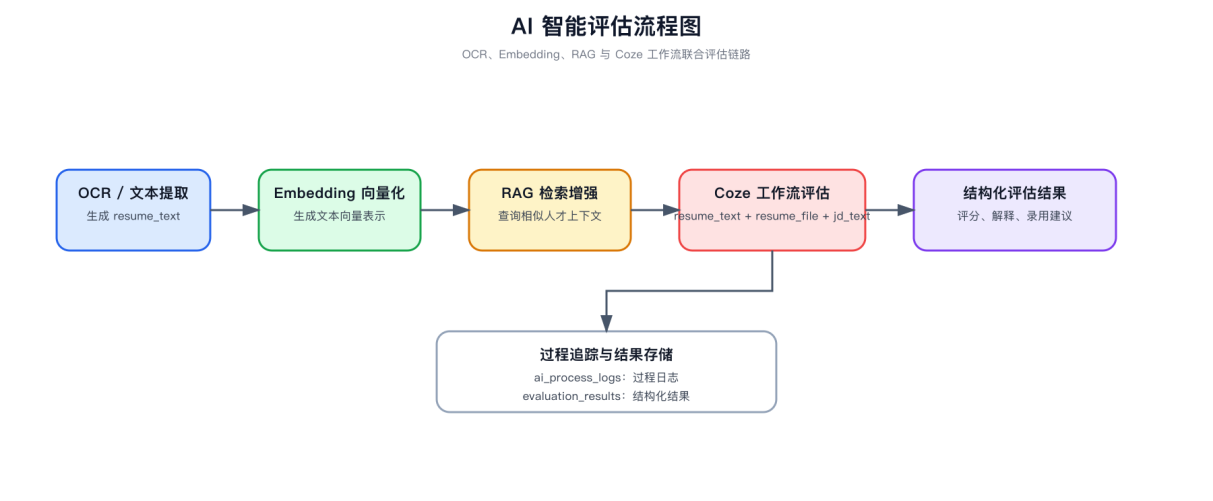 AI 智能评估流程图
OCR、Embedding、RAG 与 Coze 工作流联合评估链路
OCR / 文本提取
生成 resume_text
Embedding 向量化
生成文本向量表示
RAG 检索增强
查询相似人才上下文
Coze 工作流评估
resume_text + resume_file + jd_text
结构化评估结果
评分、解释、录用建议
过程追踪与结果存储
ai_process_logs：过程日志
evaluation_results：结构化结果